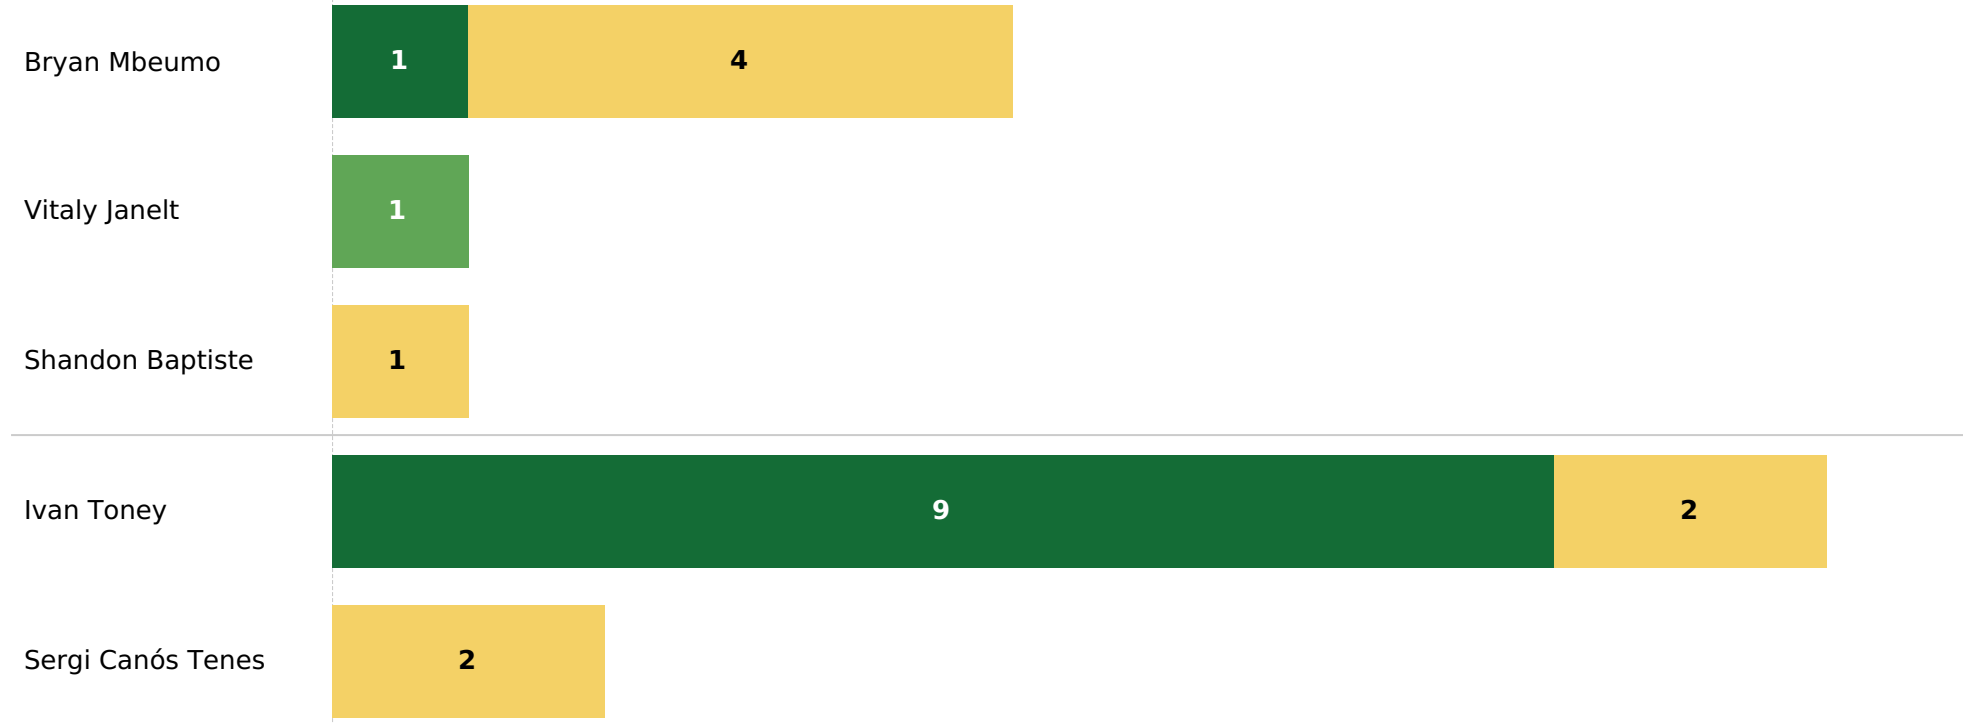 Bryan Mbeumo 1 4
Vitaly Janelt 1
Shandon Baptiste 1
Ivan Toney 9 2
Sergi Canós Tenes 2